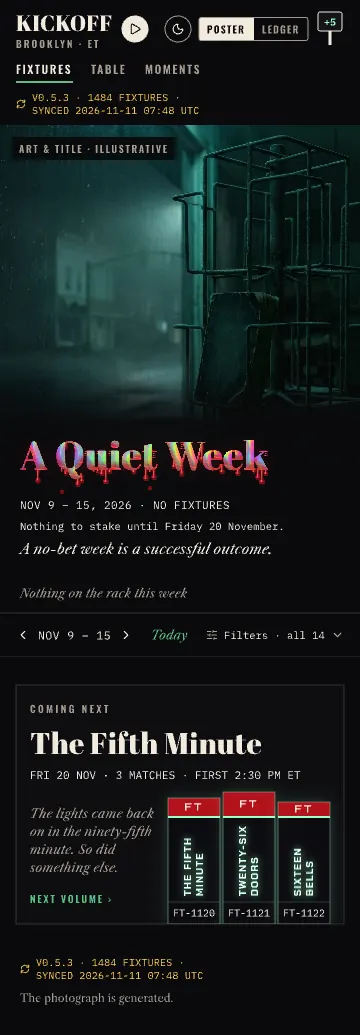 KICKOFF
BROOKLYN · ET
POSTER
LEDGER
+5
FIXTURES
TABLE
MOMENTS
V0.5.3 · 1484 FIXTURES ·
SYNCED 2026-11-11 07:48 UTC
ART & TITLE · ILLUSTRATIVE
A Quiet Week
NOV 9 – 15, 2026 · NO FIXTURES
Nothing to stake until Friday 20 November.
A no-bet week is a successful outcome.
Nothing on the rack this week
NOV 9 – 15
Today
Filters · all 14
COMING NEXT
The Fifth Minute
FRI 20 NOV · 3 MATCHES · FIRST 2:30 PM ET
The lights came back
on in the ninety-fifth
minute. So did
something else.
NEXT VOLUME ›
FT
THE FIFTH
MINUTE
FT-1120
FT
TWENTY-SIX
DOORS
FT-1121
FT
SIXTEEN
BELLS
FT-1122
V0.5.3 · 1484 FIXTURES ·
SYNCED 2026-11-11 07:48 UTC
The photograph is generated.